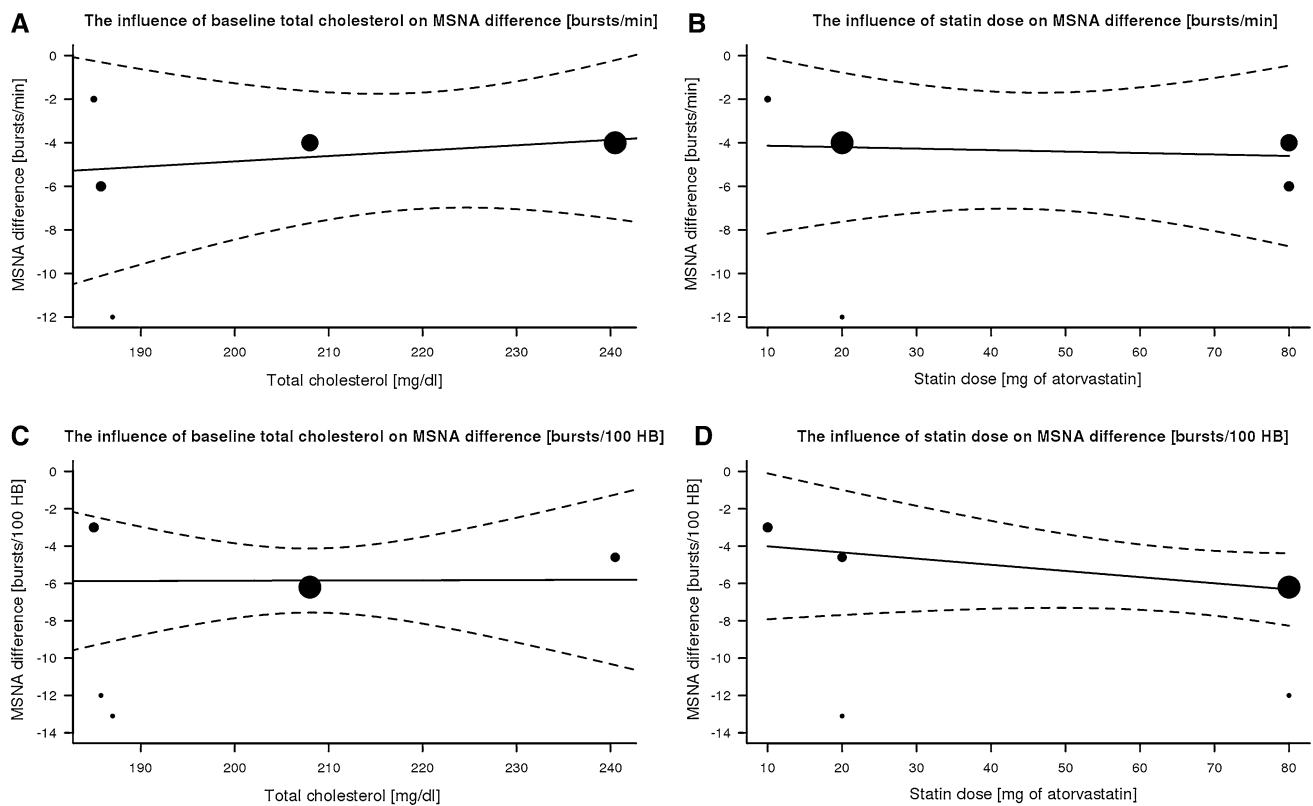 A The influence of baseline total cholesterol on MSNA difference [bursts/min]
MSNA difference [bursts/min]
0
-2
-4
-6
-8
-10
-12
190 200 210 220 230 240
Total cholesterol [mg/dl]
B The influence of statin dose on MSNA difference [bursts/min]
MSNA difference [bursts/min]
0
-2
-4
-6
-8
-10
-12
10 20 30 40 50 60 70 80
Statin dose [mg of atorvastatin]
C The influence of baseline total cholesterol on MSNA difference [bursts/100 HB]
MSNA difference [bursts/100 HB]
0
-2
-4
-6
-8
-10
-12
-14
190 200 210 220 230 240
Total cholesterol [mg/dl]
D The influence of statin dose on MSNA difference [bursts/100 HB]
MSNA difference [bursts/100 HB]
0
-2
-4
-6
-8
-10
-12
-14
10 20 30 40 50 60 70 80
Statin dose [mg of atorvastatin]